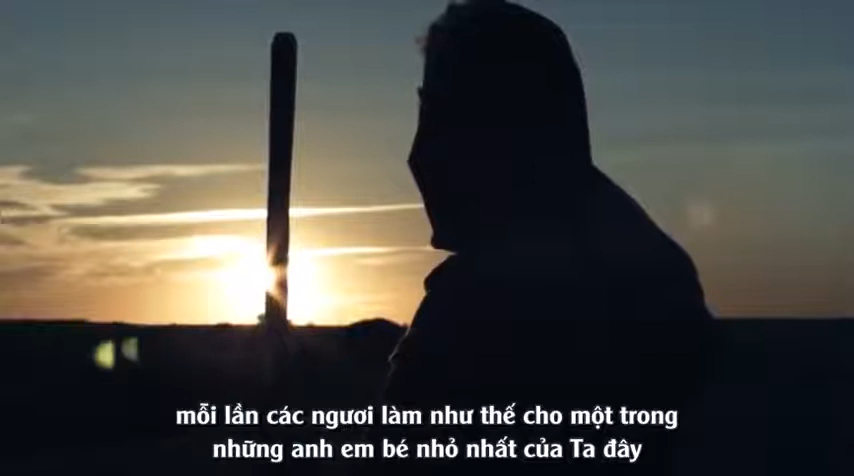 mỗi lần các ngươi làm như thế cho một trong
những anh em bé nhỏ nhất của Ta đây